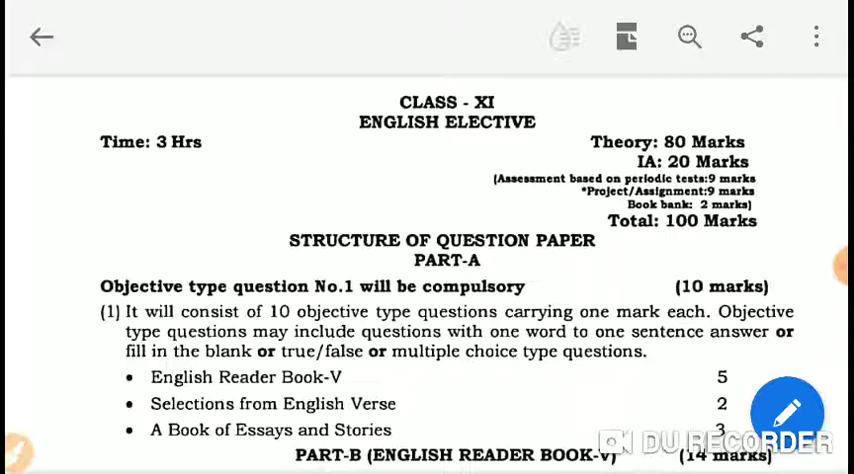 CLASS - XI
ENGLISH ELECTIVE
Time: 3 Hrs Theory: 80 Marks
IA: 20 Marks
(Assessment based on periodic tests:9 marks
*Project/Assignment:9 marks
Book bank: 2 marks)
Total: 100 Marks
STRUCTURE OF QUESTION PAPER
PART-A
Objective type question No.1 will be compulsory (10 marks)
(1) It will consist of 10 objective type questions carrying one mark each. Objective
type questions may include questions with one word to one sentence answer or
fill in the blank or true/false or multiple choice type questions.
• English Reader Book-V 5
• Selections from English Verse 2
• A Book of Essays and Stories 3
PART-B (ENGLISH READER BOOK-V) (14 marks)
DU RECORDER